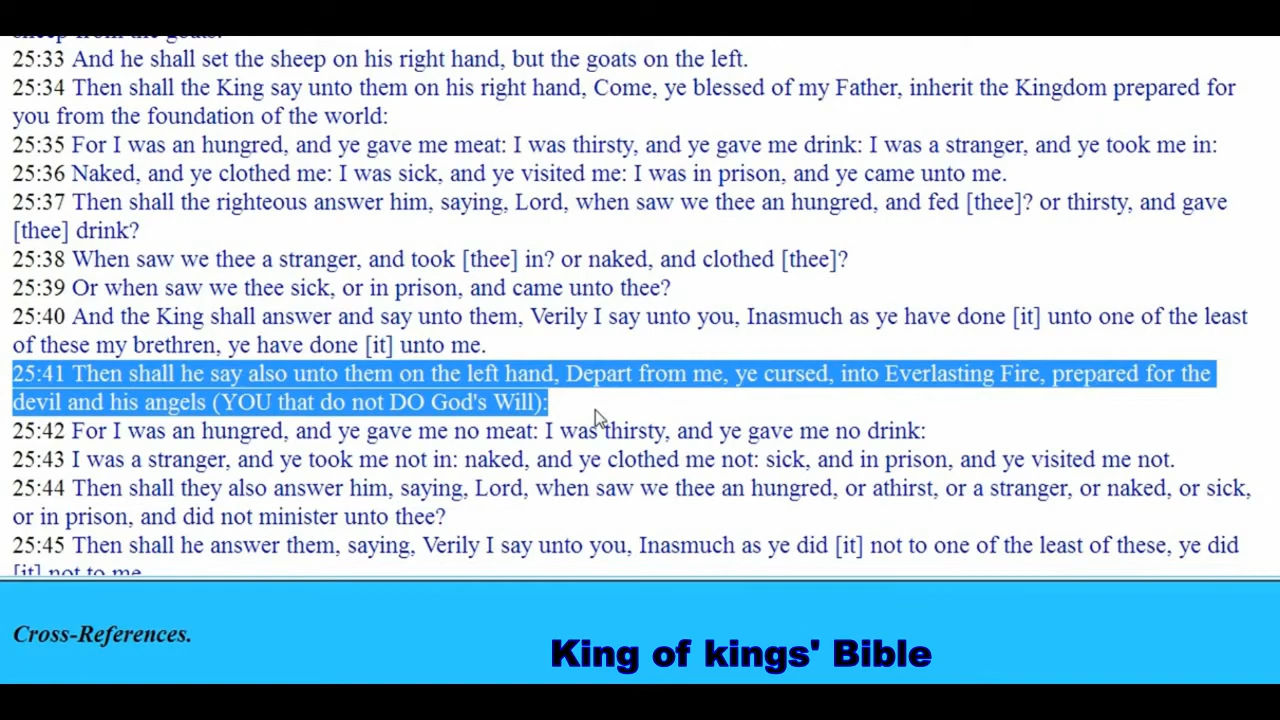 sheep from the goats.
25:33 And he shall set the sheep on his right hand, but the goats on the left.
25:34 Then shall the King say unto them on his right hand, Come, ye blessed of my Father, inherit the Kingdom prepared for
you from the foundation of the world:
25:35 For I was an hungred, and ye gave me meat: I was thirsty, and ye gave me drink: I was a stranger, and ye took me in:
25:36 Naked, and ye clothed me: I was sick, and ye visited me: I was in prison, and ye came unto me.
25:37 Then shall the righteous answer him, saying, Lord, when saw we thee an hungred, and fed [thee]? or thirsty, and gave
[thee] drink?
25:38 When saw we thee a stranger, and took [thee] in? or naked, and clothed [thee]?
25:39 Or when saw we thee sick, or in prison, and came unto thee?
25:40 And the King shall answer and say unto them, Verily I say unto you, Inasmuch as ye have done [it] unto one of the least
of these my brethren, ye have done [it] unto me.
25:41 Then shall he say also unto them on the left hand, Depart from me, ye cursed, into Everlasting Fire, prepared for the
devil and his angels (YOU that do not DO God's Will):
25:42 For I was an hungred, and ye gave me no meat: I was thirsty, and ye gave me no drink:
25:43 I was a stranger, and ye took me not in: naked, and ye clothed me not: sick, and in prison, and ye visited me not.
25:44 Then shall they also answer him, saying, Lord, when saw we thee an hungred, or athirst, or a stranger, or naked, or sick,
or in prison, and did not minister unto thee?
25:45 Then shall he answer them, saying, Verily I say unto you, Inasmuch as ye did [it] not to one of the least of these, ye did
[it] not to me.
Cross-References.
King of kings' Bible